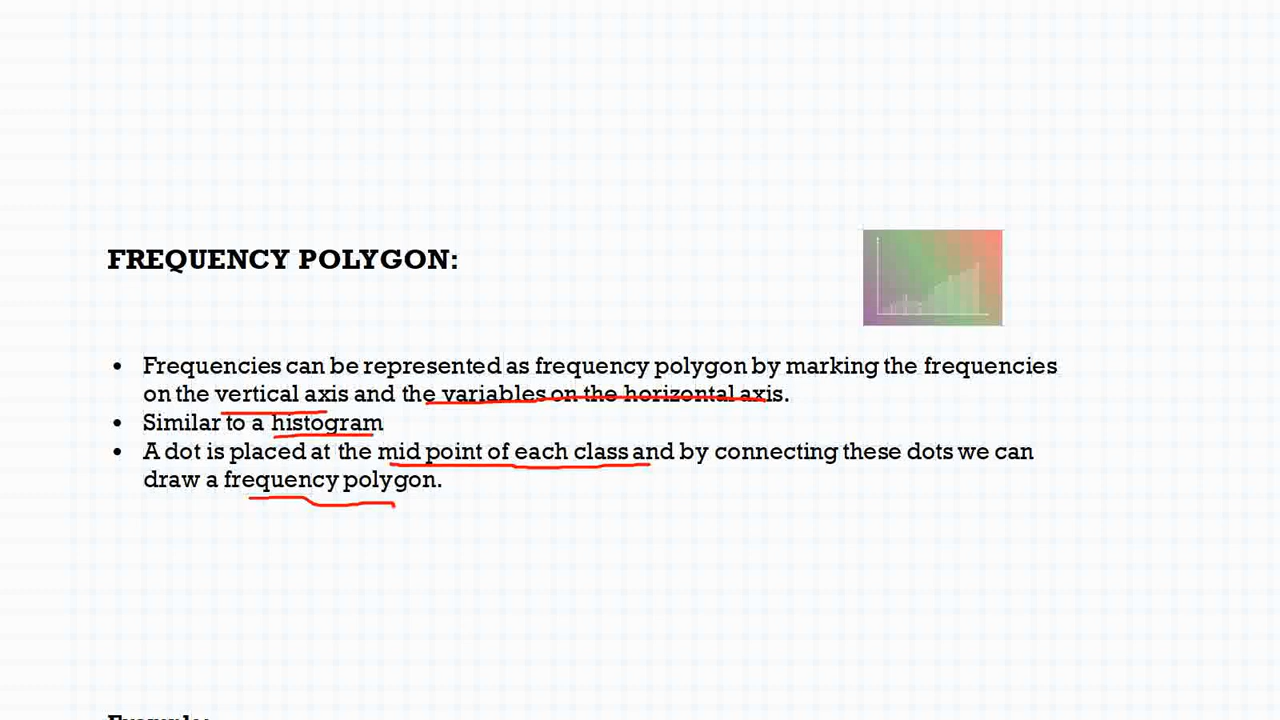 FREQUENCY POLYGON:
• Frequencies can be represented as frequency polygon by marking the frequencies
on the vertical axis and the variables on the horizontal axis.
• Similar to a histogram
• A dot is placed at the mid point of each class and by connecting these dots we can
draw a frequency polygon.